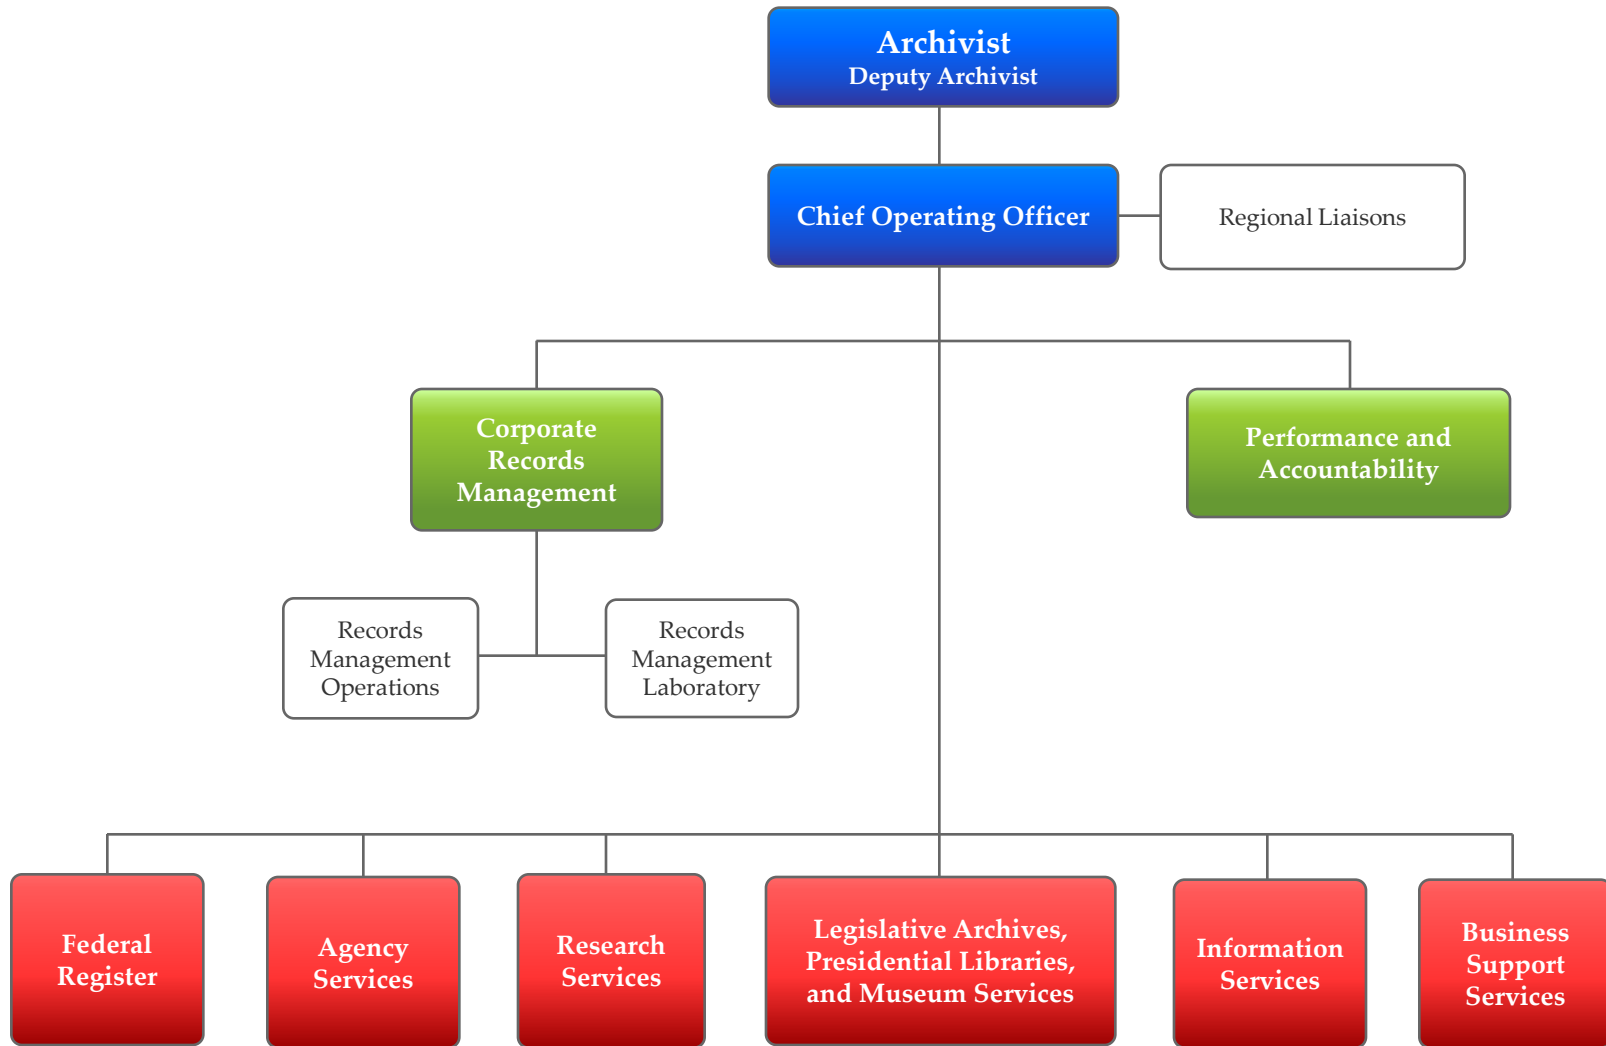 Archivist
Deputy Archivist
Chief Operating Officer
Regional Liaisons
Corporate
Records
Management
Performance and
Accountability
Records
Management
Operations
Records
Management
Laboratory
Federal
Register
Agency
Services
Research
Services
Legislative Archives,
Presidential Libraries,
and Museum Services
Information
Services
Business
Support
Services